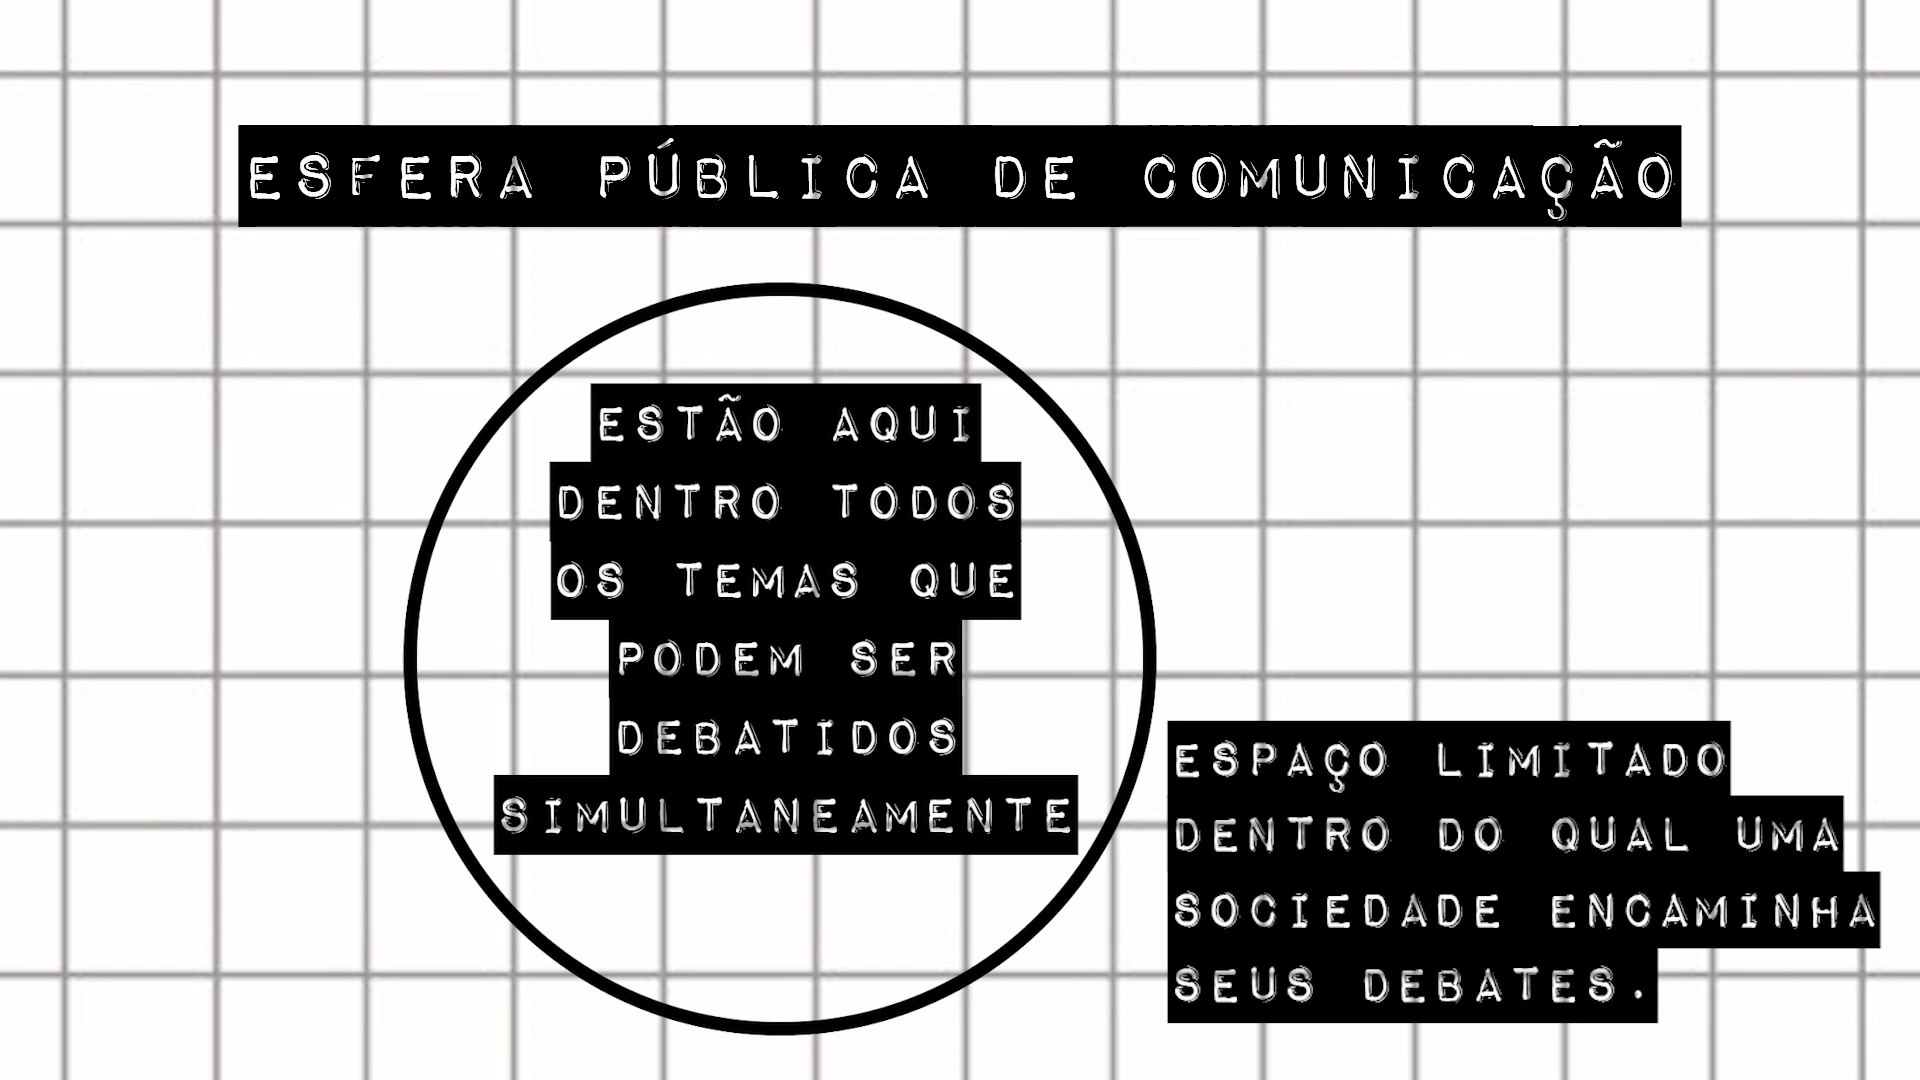 ESFERA PÚBLICA DE COMUNICAÇÃO
ESTÃO AQUI
DENTRO TODOS
OS TEMAS QUE
PODEM SER
DEBATIDOS
SIMULTANEAMENTE
ESPAÇO LIMITADO
DENTRO DO QUAL UMA
SOCIEDADE ENCAMINHA
SEUS DEBATES.